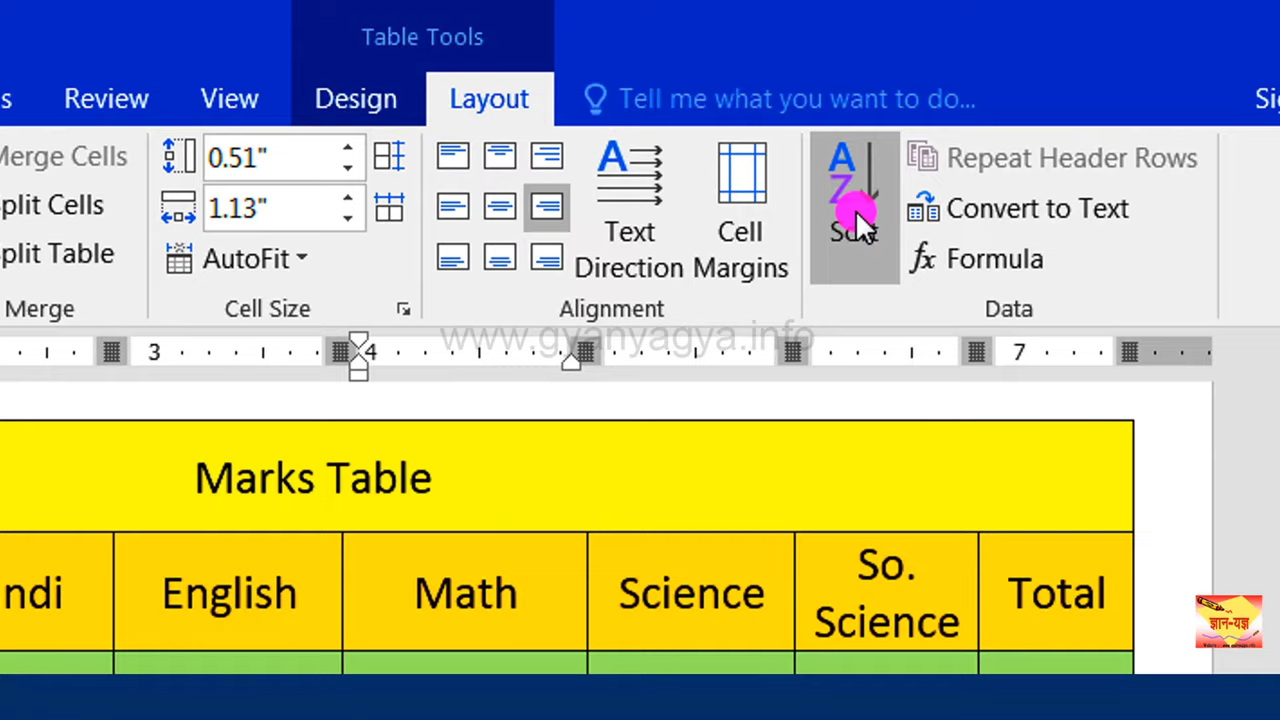 Table Tools
s Review View Design Layout Tell me what you want to do... Sig
Merge Cells 0.51" Repeat Header Rows
plit Cells 1.13" Convert to Text
plit Table AutoFit Text Direction Cell Margins Sort Formula
Merge Cell Size Alignment Data
www.gyanyagya.info
3 4 7
Marks Table
ndi English Math Science So. Science Total
ज्ञान-यज्ञ